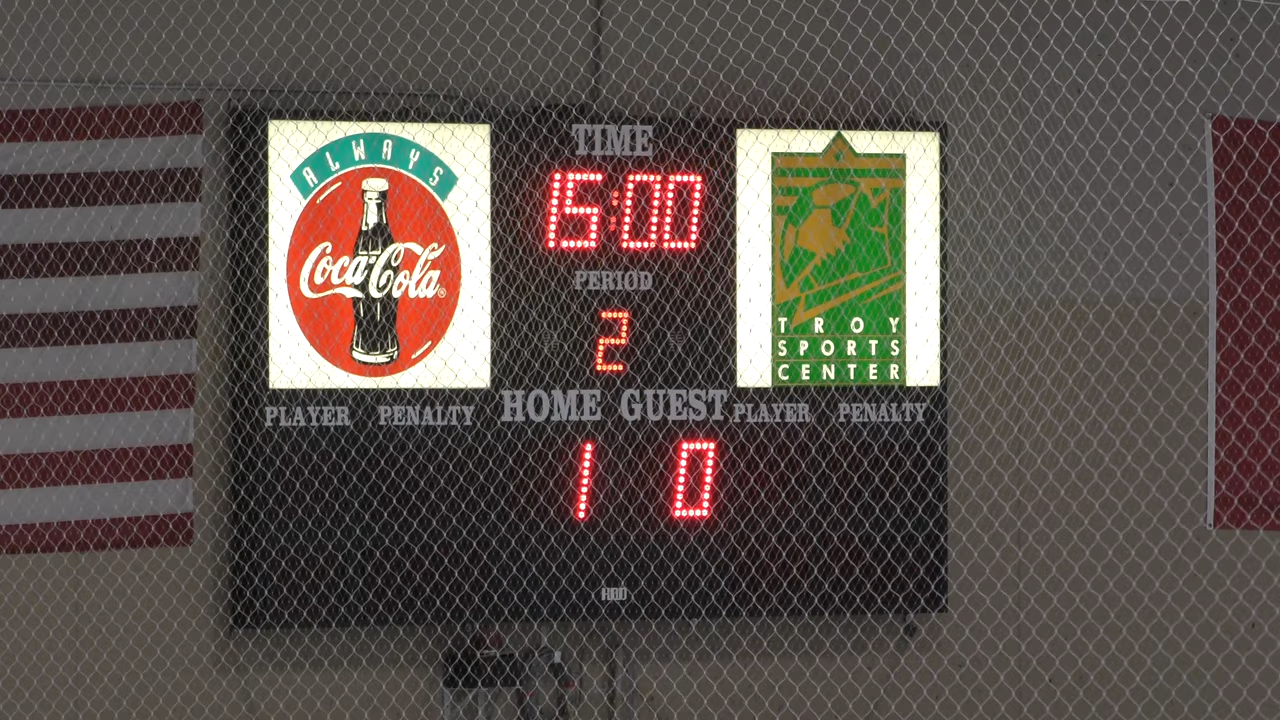 TIME
ALWAYS
Coca-Cola®
15:00
PERIOD
2
TROY
SPORTS
CENTER
HOME GUEST
PLAYER PENALTY
PLAYER PENALTY
1 0